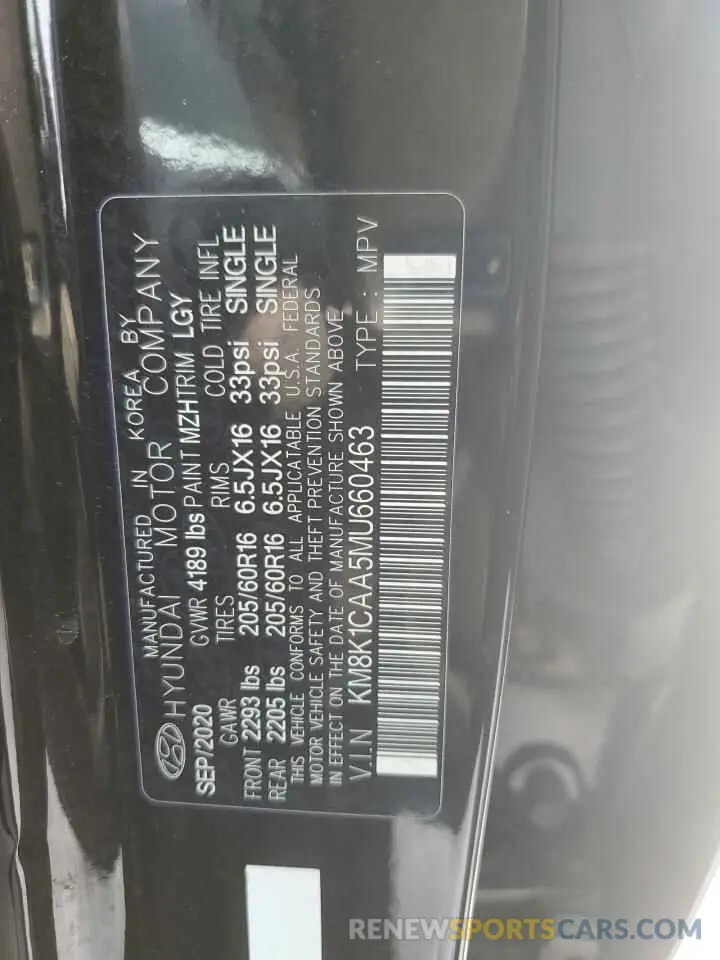 MANUFACTURED IN KOREA BY
HYUNDAI MOTOR COMPANY
SEP/2020 GVWR 4189 lbs PAINT MZH TRIM LGY
GAWR TIRES RIMS COLD TIRE INFL
FRONT 2293 lbs 205/60R16 6.5JX16 33psi SINGLE
REAR 2205 lbs 205/60R16 6.5JX16 33psi SINGLE
THIS VEHICLE CONFORMS TO ALL APPLICABLE U.S.A. FEDERAL
MOTOR VEHICLE SAFETY AND THEFT PREVENTION STANDARDS
IN EFFECT ON THE DATE OF MANUFACTURE SHOWN ABOVE
V.I.N KM8K1CAA5MU660463 TYPE : MPV
RENEWSPORTSCARS.COM